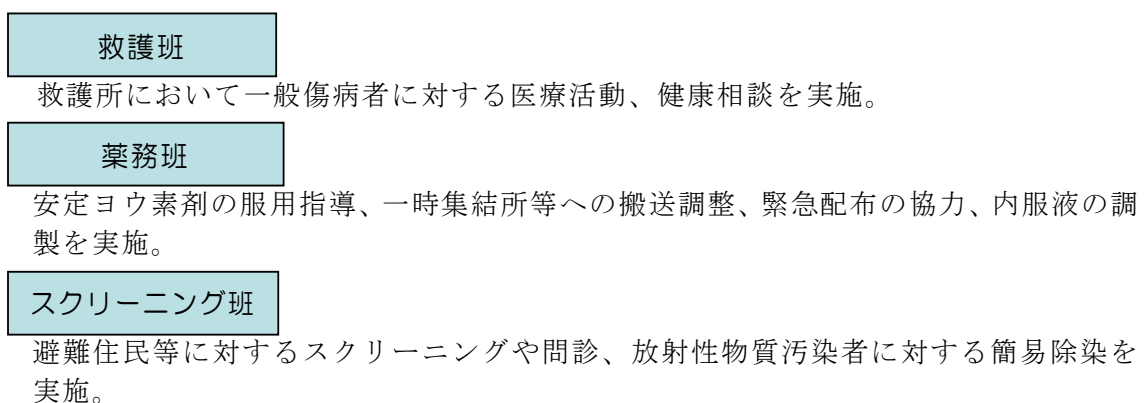 救護班
救護所において一般傷病者に対する医療活動、健康相談を実施。
薬務班
安定ヨウ素剤の服用指導、一時集結所等への搬送調整、緊急配布の協力、内服液の調
製を実施。
スクリーニング班
避難住民等に対するスクリーニングや問診、放射性物質汚染者に対する簡易除染を
実施。